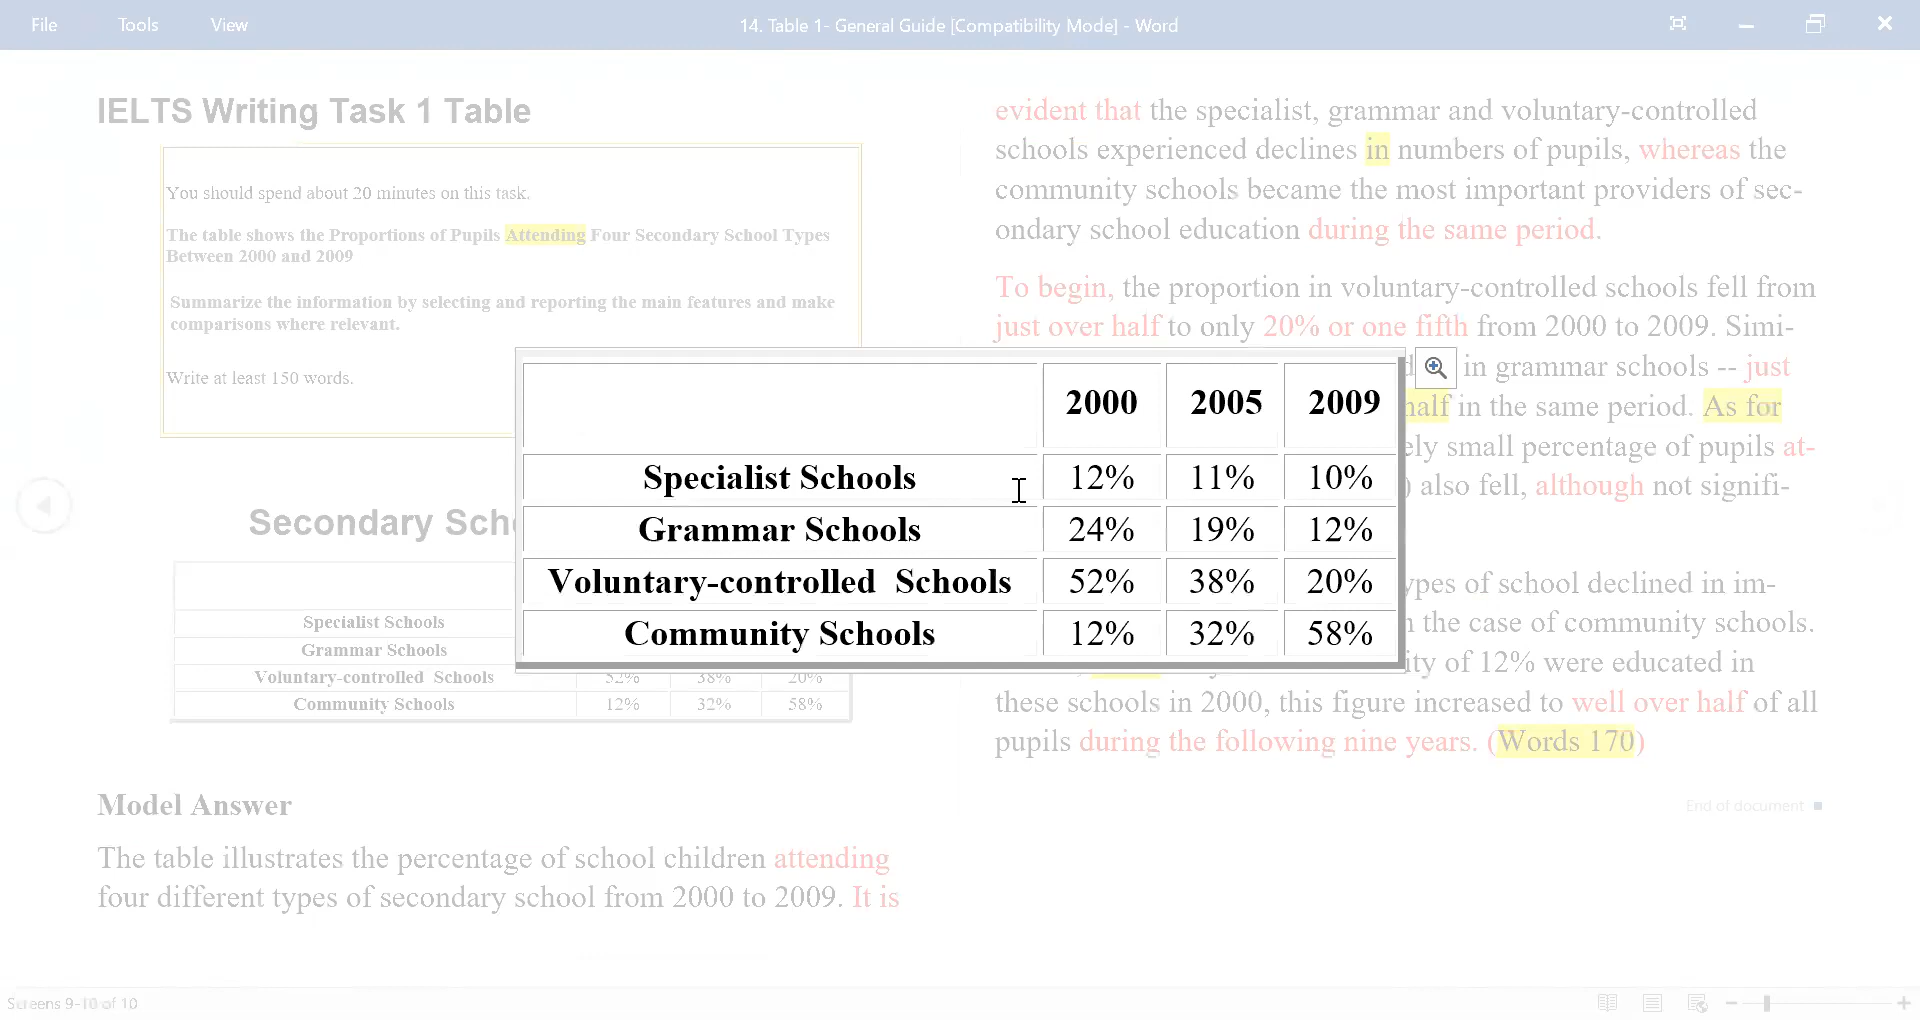 File Tools View 14. Table 1- General Guide [Compatibility Mode] - Word
IELTS Writing Task 1 Table
You should spend about 20 minutes on this task.
The table shows the Proportions of Pupils Attending Four Secondary School Types
Between 2000 and 2009
Summarize the information by selecting and reporting the main features and make
comparisons where relevant.
Write at least 150 words.
Secondary
Specialist Schools
Grammar Schools
Voluntary-controlled Schools 52% 38% 20%
Community Schools 12% 32% 58%
Model Answer
The table illustrates the percentage of school children attending
four different types of secondary school from 2000 to 2009. It is
2000 2005 2009
Specialist Schools 12% 11% 10%
Grammar Schools 24% 19% 12%
Voluntary-controlled Schools 52% 38% 20%
Community Schools 12% 32% 58%
evident that the specialist, grammar and voluntary-controlled
schools experienced declines in numbers of pupils, whereas the
community schools became the most important providers of sec-
ondary school education during the same period.
To begin, the proportion in voluntary-controlled schools fell from
just over half to only 20% or one fifth from 2000 to 2009. Simi-
in grammar schools -- just
half in the same period. As for
small percentage of pupils at-
also fell, although not signifi-
of school declined in im-
the case of community schools.
of 12% were educated in
these schools in 2000, this figure increased to well over half of all
pupils during the following nine years. (Words 170)
End of document
Screens 9-10 of 10